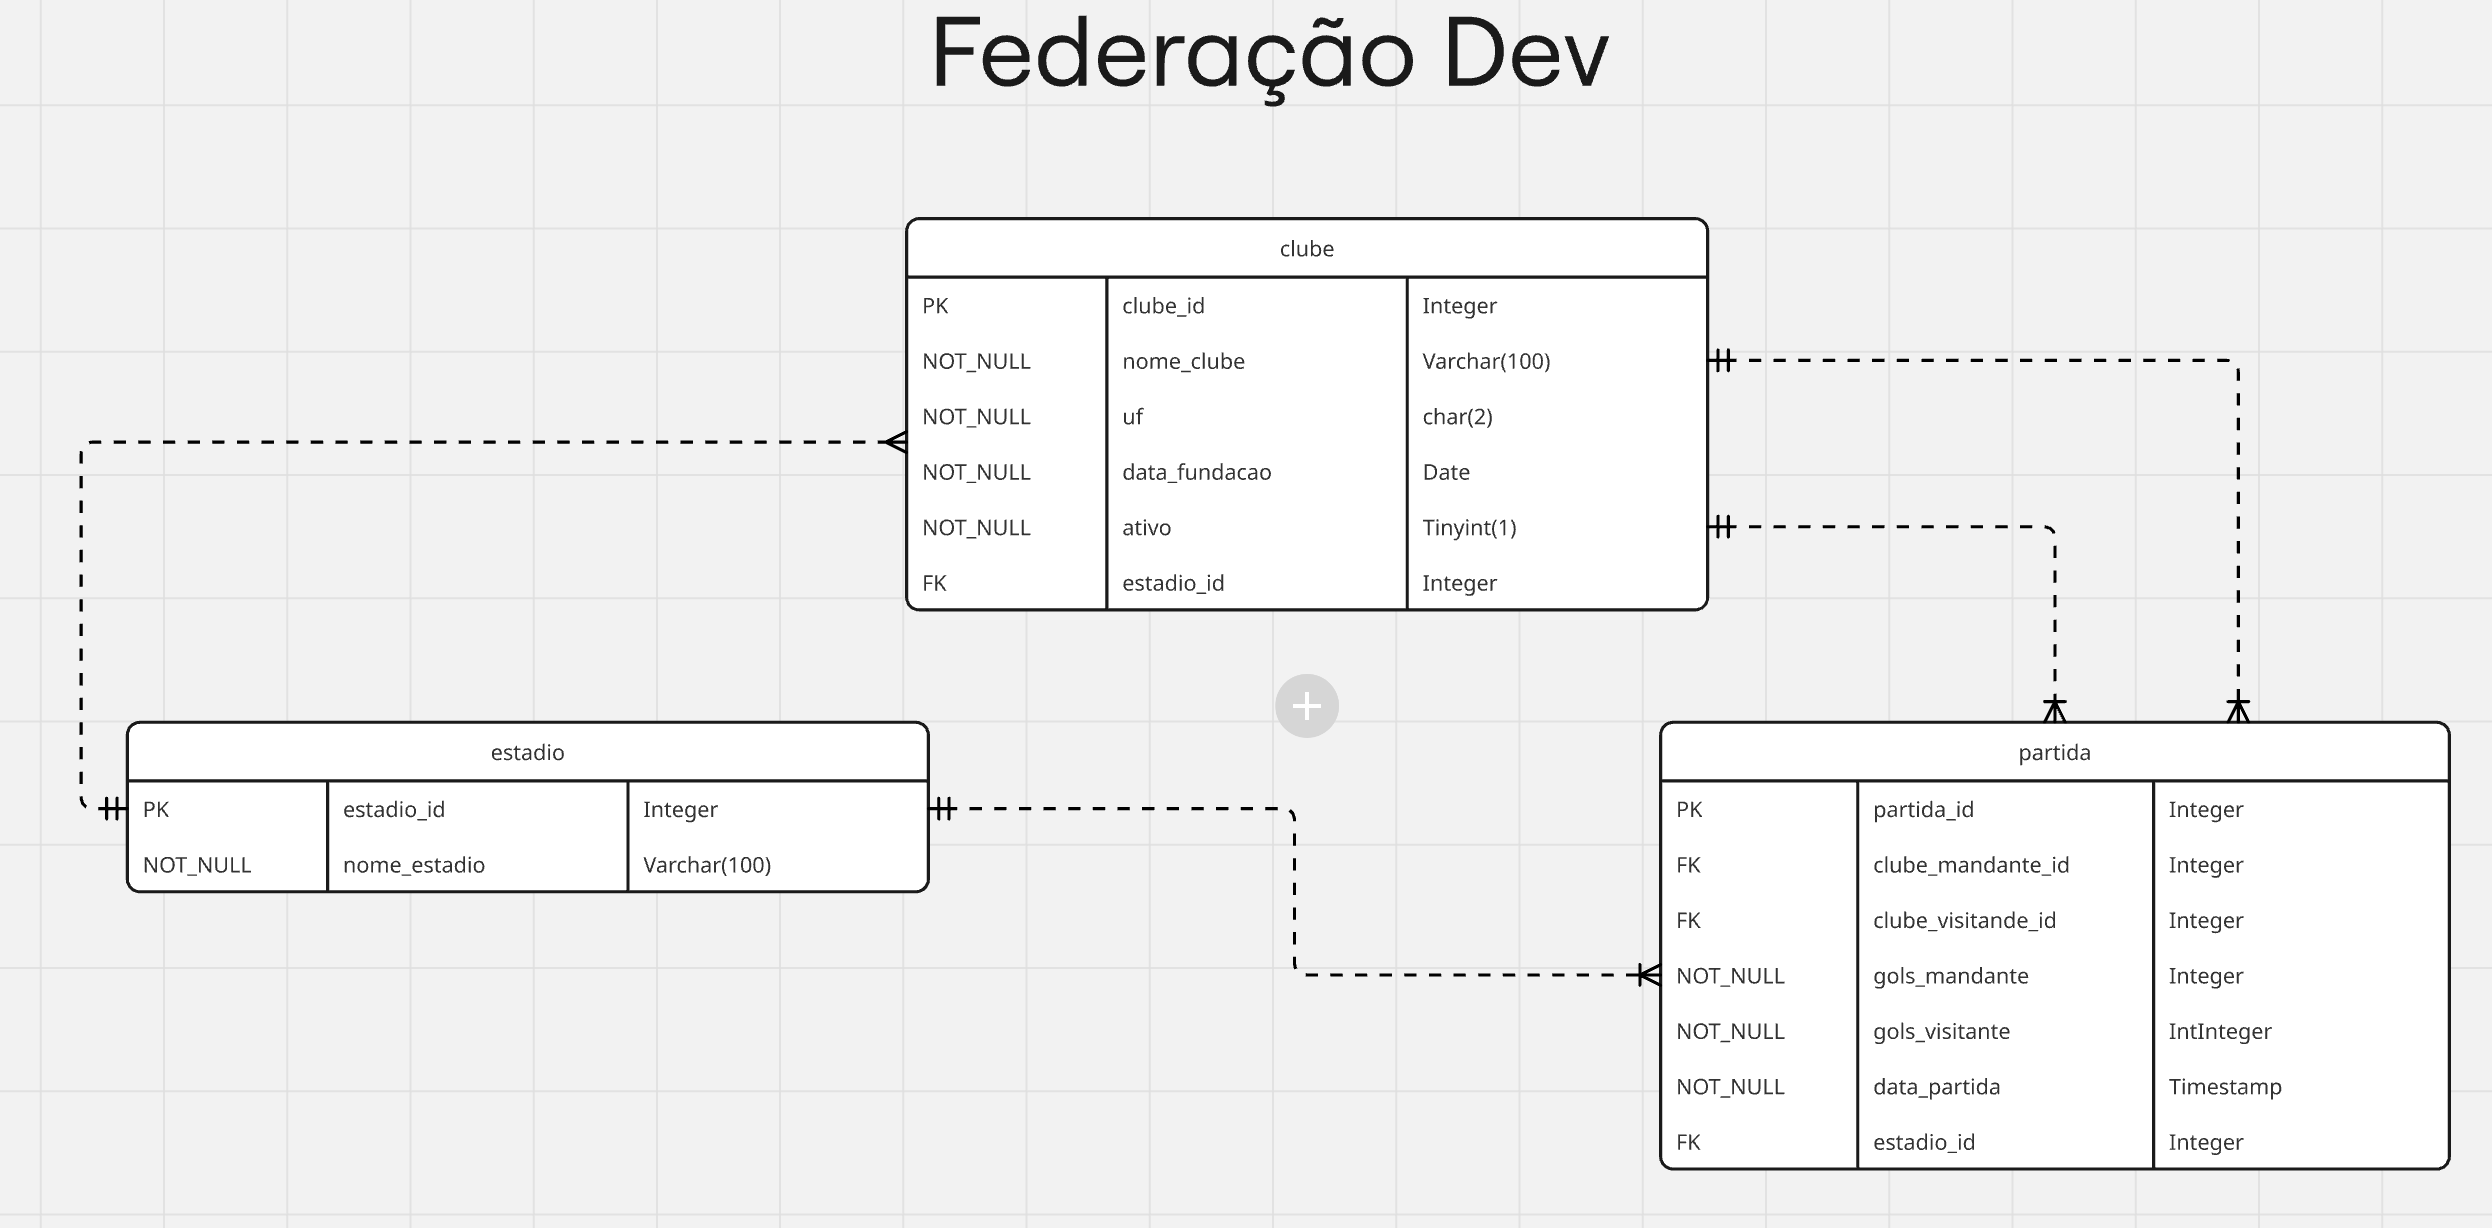 Federação Dev
clube
PK clube_id Integer
NOT_NULL nome_clube Varchar(100)
NOT_NULL uf char(2)
NOT_NULL data_fundacao Date
NOT_NULL ativo Tinyint(1)
FK estadio_id Integer
estadio
PK estadio_id Integer
NOT_NULL nome_estadio Varchar(100)
partida
PK partida_id Integer
FK clube_mandante_id Integer
FK clube_visitande_id Integer
NOT_NULL gols_mandante Integer
NOT_NULL gols_visitante IntInteger
NOT_NULL data_partida Timestamp
FK estadio_id Integer